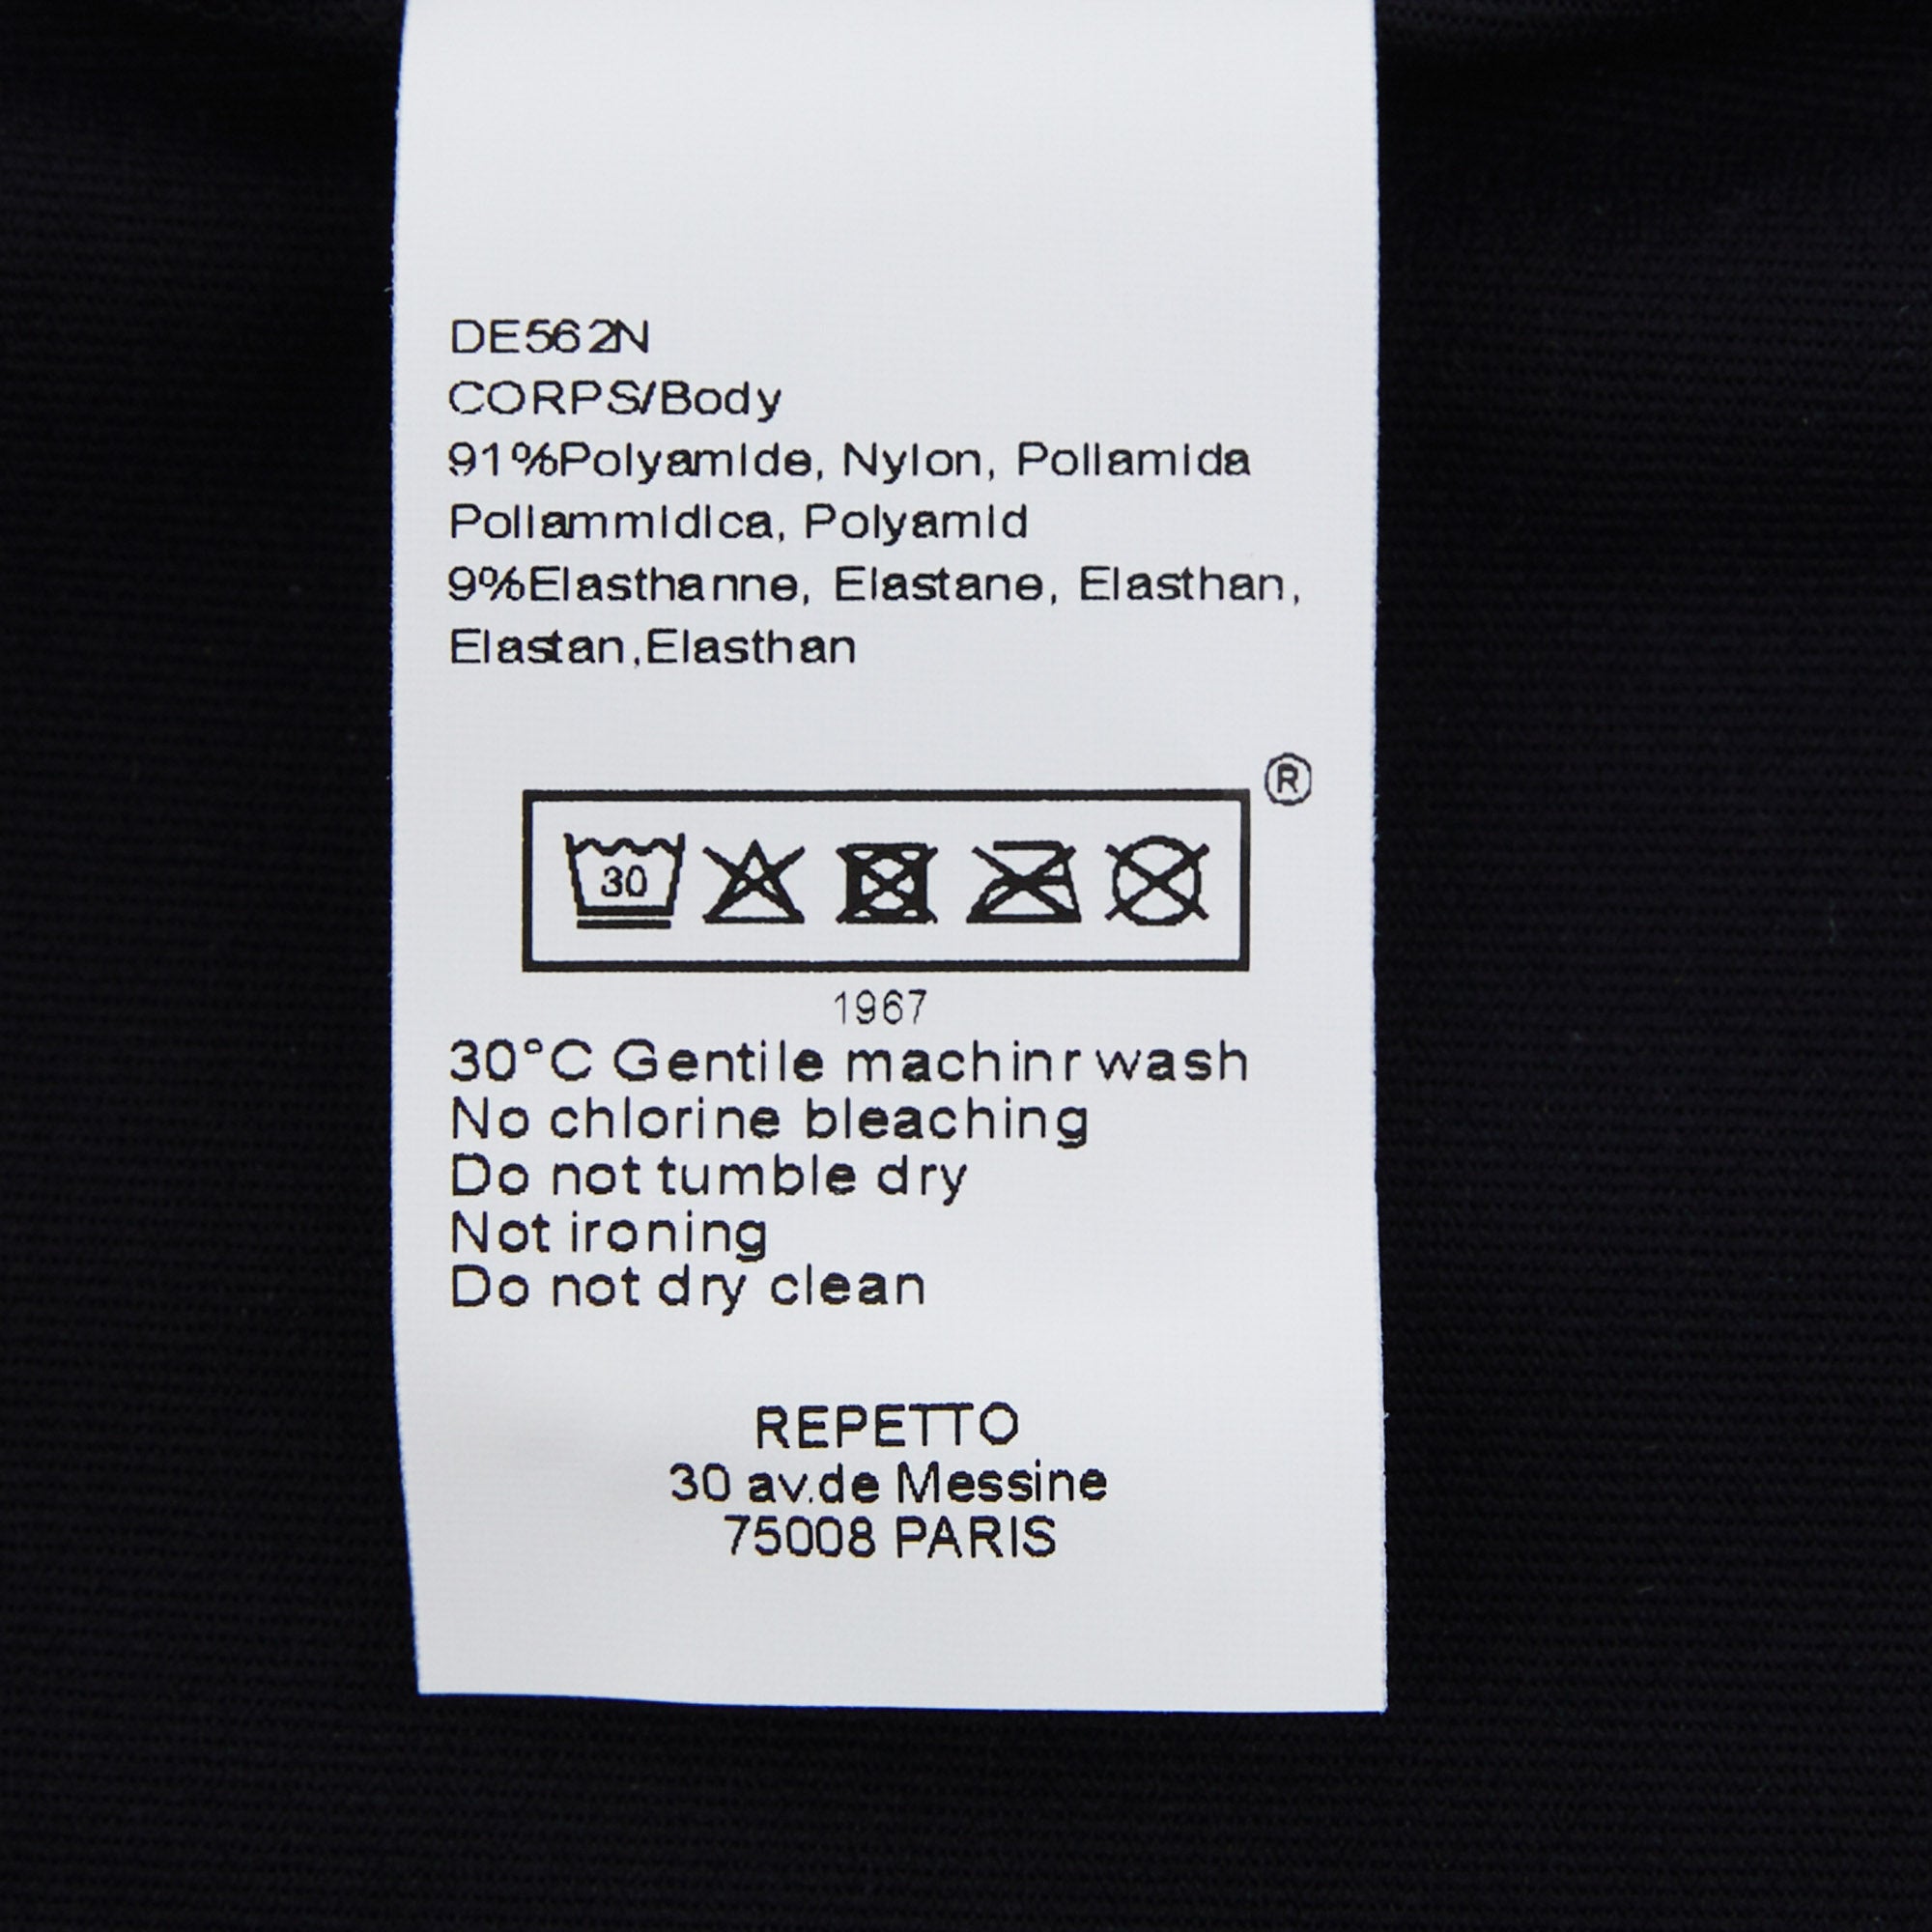 DE562N
CORPS/Body
91%Polyamide, Nylon, Poliamida
Poliammidica, Polyamid
9%Elasthanne, Elastane, Elasthan,
Elastan,Elasthan
®
30
1967
30°C Gentile machinr wash
No chlorine bleaching
Do not tumble dry
Not ironing
Do not dry clean
REPETTO
30 av.de Messine
75008 PARIS